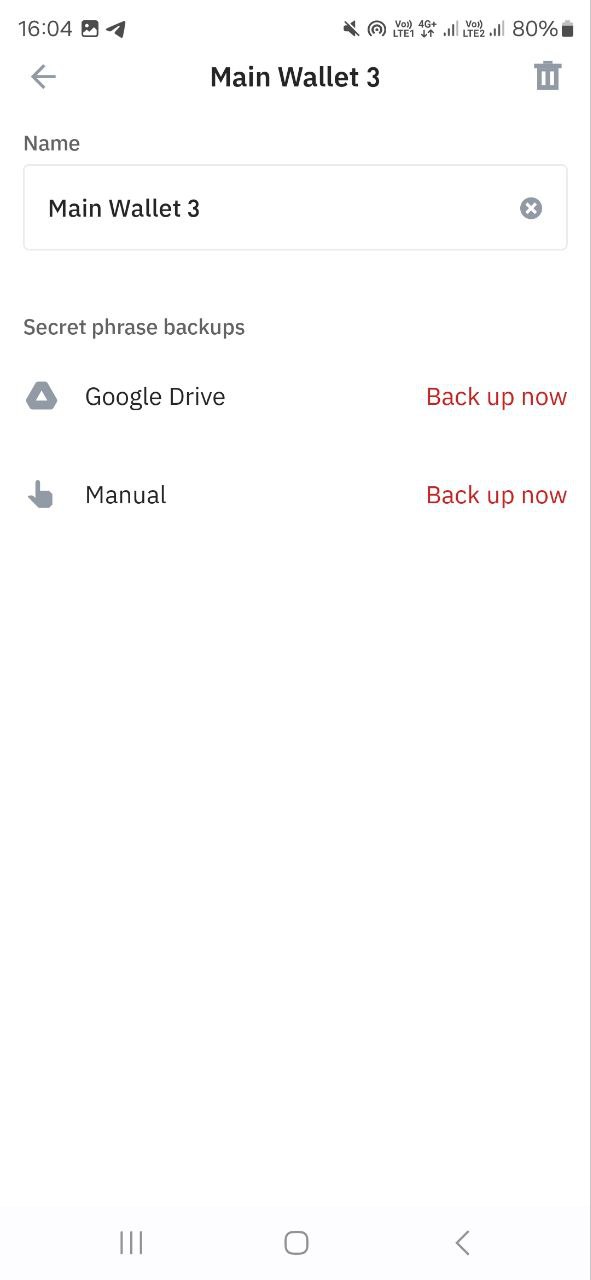 16:04 Vo)) LTE1 4G+ Vo)) LTE2 80%
Main Wallet 3
Name
Main Wallet 3
Secret phrase backups
Google Drive Back up now
Manual Back up now